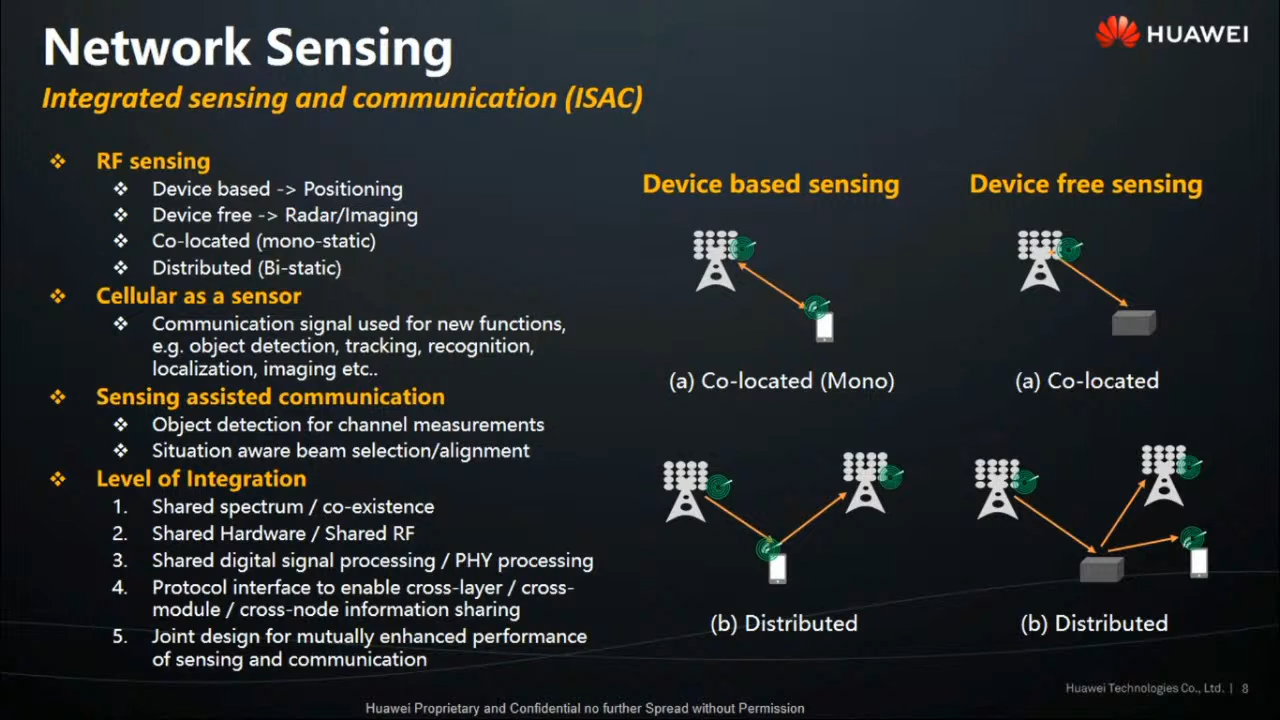 Network Sensing
HUAWEI
Integrated sensing and communication (ISAC)
❖ RF sensing
❖ Device based -> Positioning
❖ Device free -> Radar/Imaging
❖ Co-located (mono-static)
❖ Distributed (Bi-static)
❖ Cellular as a sensor
❖ Communication signal used for new functions,
e.g. object detection, tracking, recognition,
localization, imaging etc..
❖ Sensing assisted communication
❖ Object detection for channel measurements
❖ Situation aware beam selection/alignment
❖ Level of Integration
1. Shared spectrum / co-existence
2. Shared Hardware / Shared RF
3. Shared digital signal processing / PHY processing
4. Protocol interface to enable cross-layer / cross-
module / cross-node information sharing
5. Joint design for mutually enhanced performance
of sensing and communication
Device based sensing
(a) Co-located (Mono)
(b) Distributed
Device free sensing
(a) Co-located
(b) Distributed
Huawei Technologies Co., Ltd. | 8
Huawei Proprietary and Confidential no further Spread without Permission